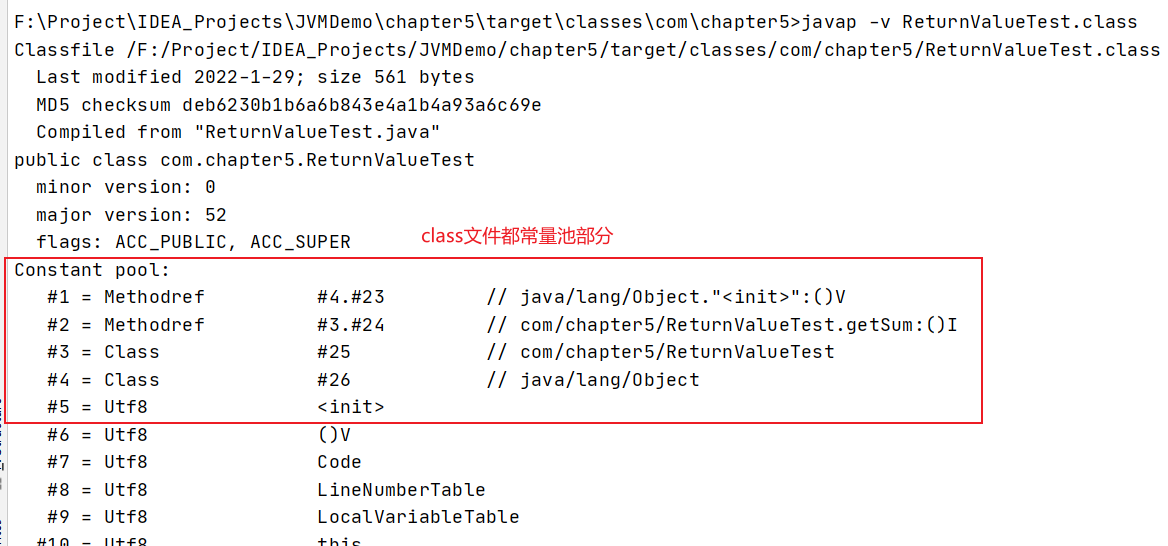 F:\Project\IDEA_Projects\JVMDemo\chapter5\target\classes\com\chapter5>javap -v ReturnValueTest.class
Classfile /F:/Project/IDEA_Projects/JVMDemo/chapter5/target/classes/com/chapter5/ReturnValueTest.class
  Last modified 2022-1-29; size 561 bytes
  MD5 checksum deb6230b1b6a6b843e4a1b4a93a6c69e
  Compiled from "ReturnValueTest.java"
public class com.chapter5.ReturnValueTest
  minor version: 0
  major version: 52
  flags: ACC_PUBLIC, ACC_SUPER
class文件都常量池部分
Constant pool:
   #1 = Methodref          #4.#23         // java/lang/Object."<init>":()V
   #2 = Methodref          #3.#24         // com/chapter5/ReturnValueTest.getSum:()I
   #3 = Class              #25            // com/chapter5/ReturnValueTest
   #4 = Class              #26            // java/lang/Object
   #5 = Utf8               <init>
   #6 = Utf8               ()V
   #7 = Utf8               Code
   #8 = Utf8               LineNumberTable
   #9 = Utf8               LocalVariableTable
  #10 = Utf8               this